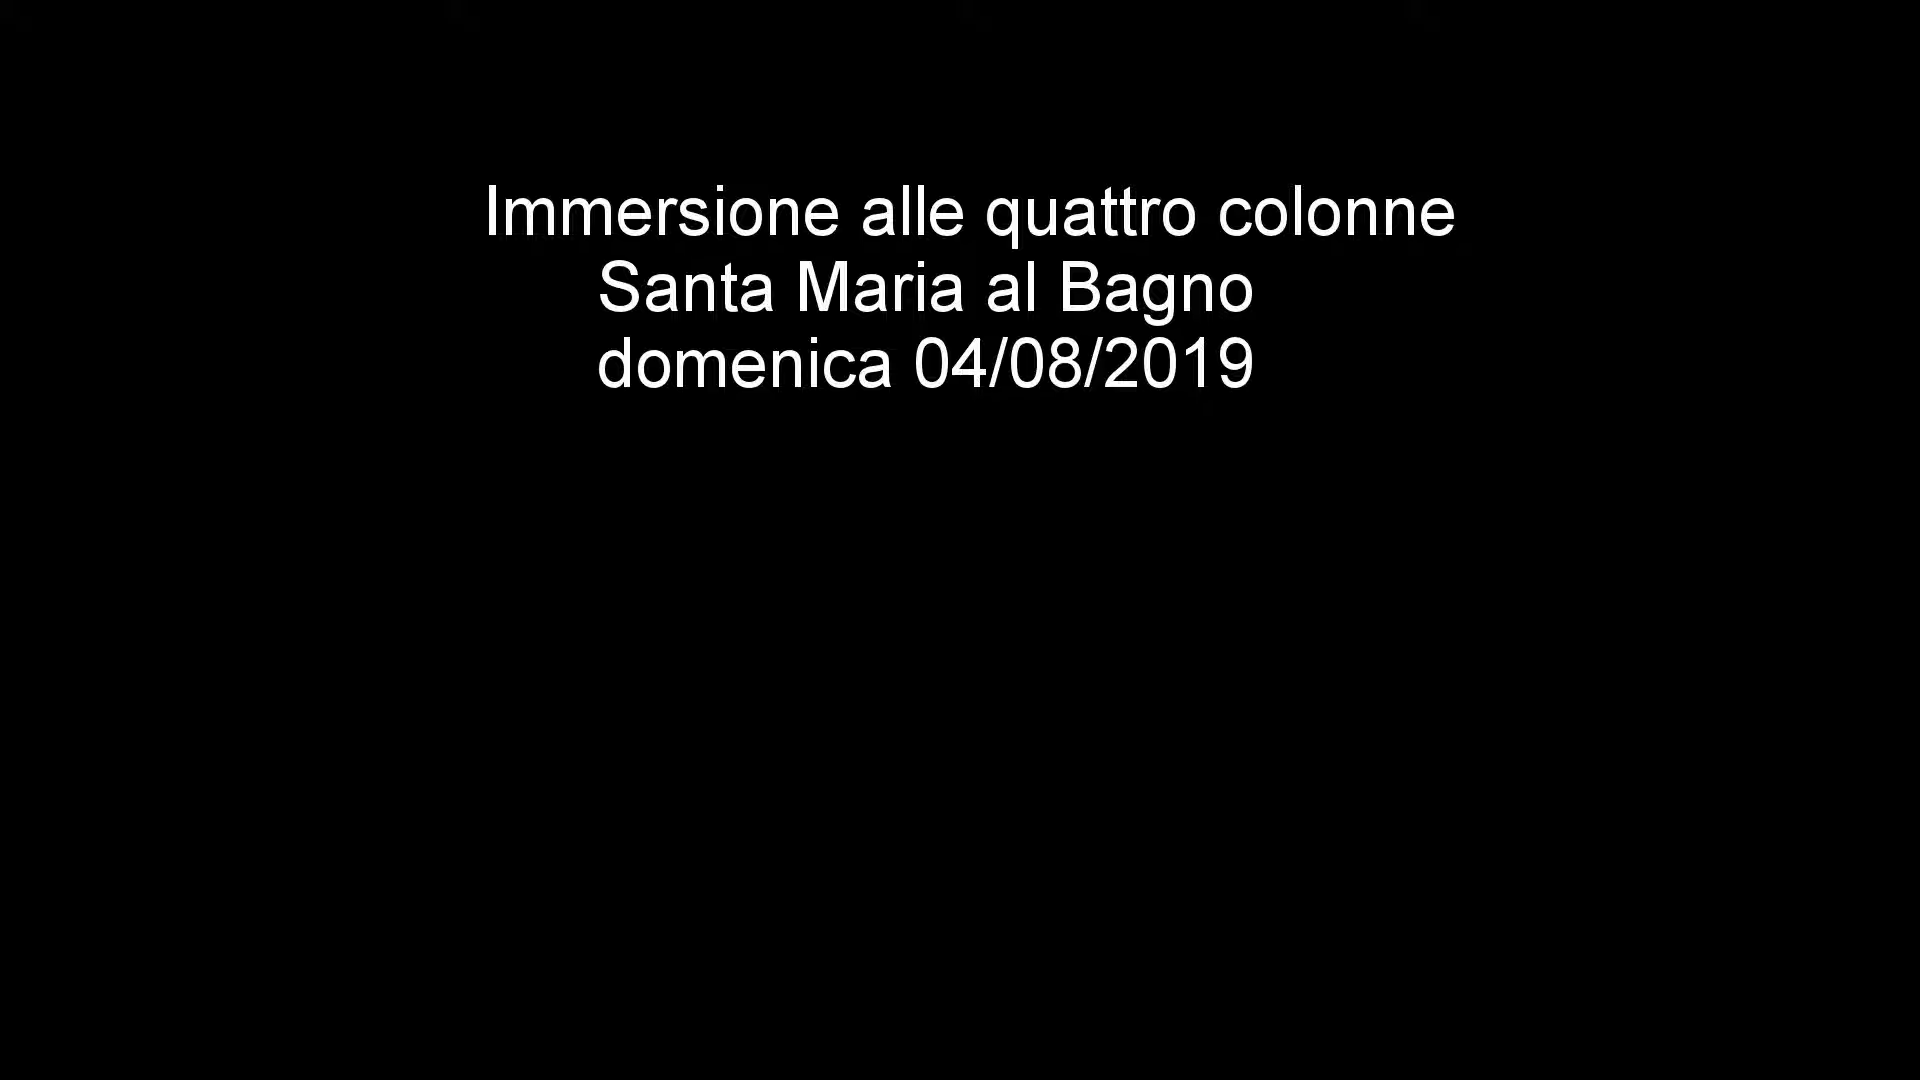 Immersione alle quattro colonne
Santa Maria al Bagno
domenica 04/08/2019